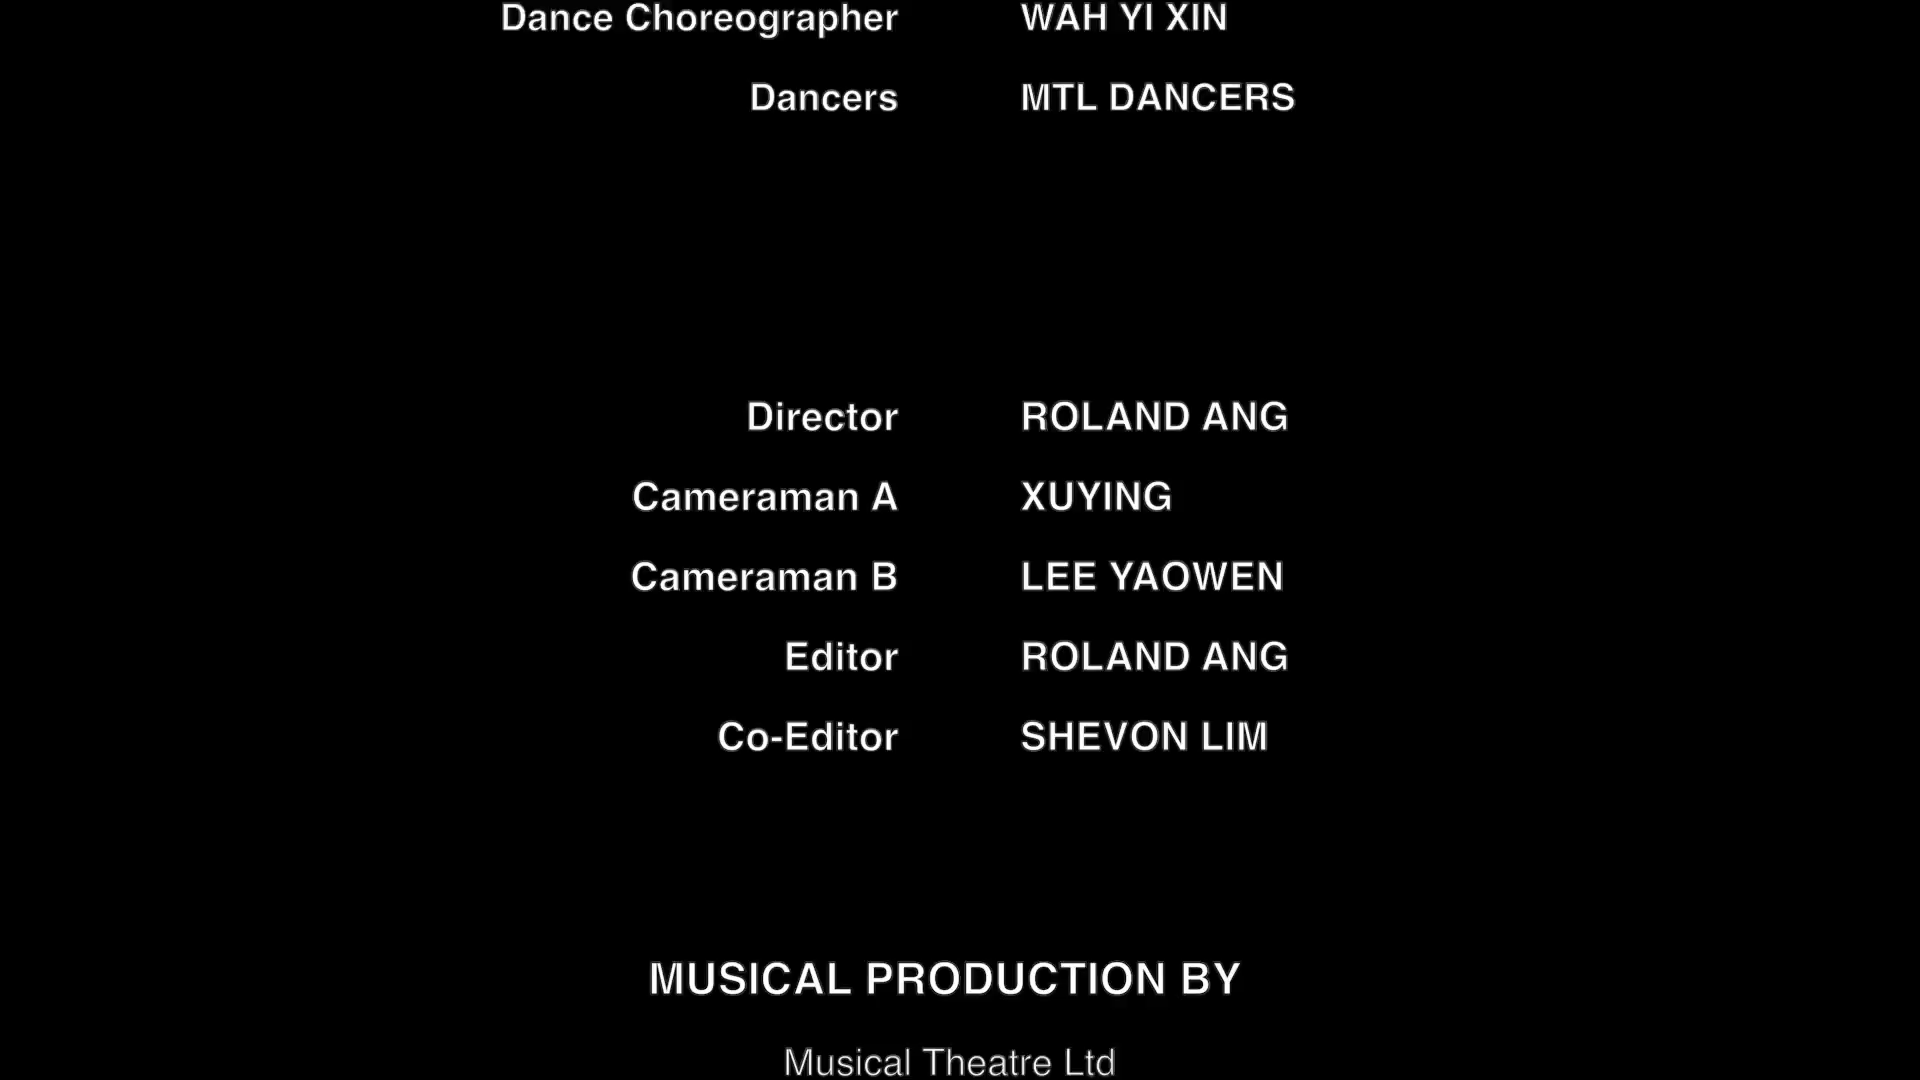 Dance Choreographer WAH YI XIN
Dancers MTL DANCERS
Director ROLAND ANG
Cameraman A XUYING
Cameraman B LEE YAOWEN
Editor ROLAND ANG
Co-Editor SHEVON LIM
MUSICAL PRODUCTION BY
Musical Theatre Ltd